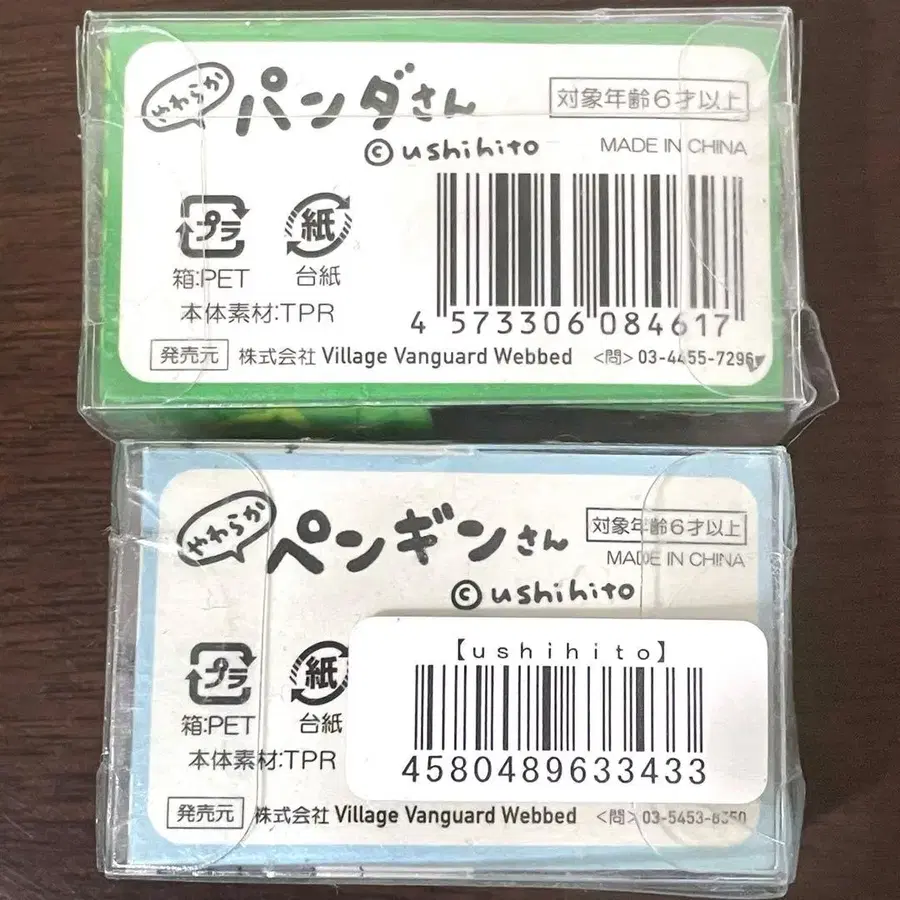 やわらか
パンダさん
対象年齢6才以上
©ushihito
MADE IN CHINA
プラ
紙
箱:PET
台紙
本体素材:TPR
4 573306 084617
発売元 株式会社 Village Vanguard Webbed <問> 03-4455-7296
やわらか
ペンギンさん
対象年齢6才以上
MADE IN CHINA
©ushihito
【ushihito】
プラ
紙
箱:PET
台紙
4580489633433
本体素材:TPR
発売元 株式会社 Village Vanguard Webbed <問> 03-5453-8350